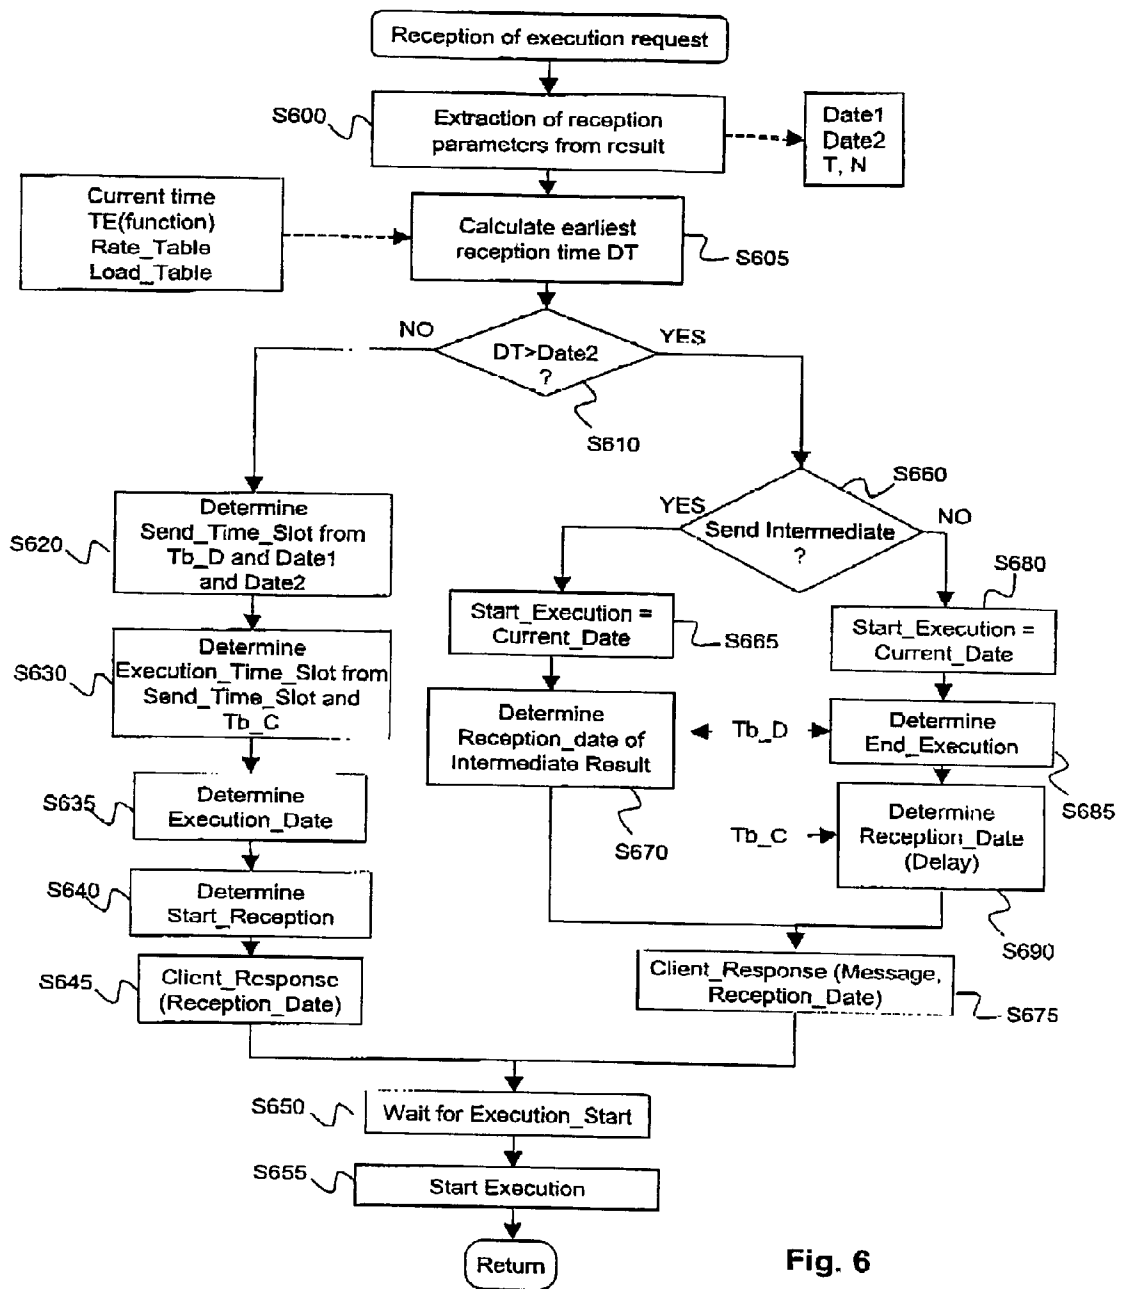 Reception of execution request
S600
Extraction of reception
parameters from result
Date1
Date2
T, N
Current time
TE(function)
Rate_Table
Load_Table
Calculate earliest
reception time DT
S605
NO
YES
DT>Date2
?
S610
S660
YES
NO
Send Intermediate
?
S620
Determine
Send_Time_Slot from
Tb_D and Date1
and Date2
S680
Start_Execution =
Current_Date
S665
Start_Execution =
Current_Date
S630
Determine
Execution_Time_Slot from
Send_Time_Slot and
Tb_C
Determine
Reception_date of
Intermediate Result
Tb_D
Determine
End_Execution
S685
S635
Determine
Execution_Date
S670
Tb_C
Determine
Reception_Date
(Delay)
S690
S640
Determine
Start_Reception
S645
Client_Response
(Reception_Date)
Client_Response (Message,
Reception_Date)
S675
S650
Wait for Execution_Start
S655
Start Execution
Return
Fig. 6